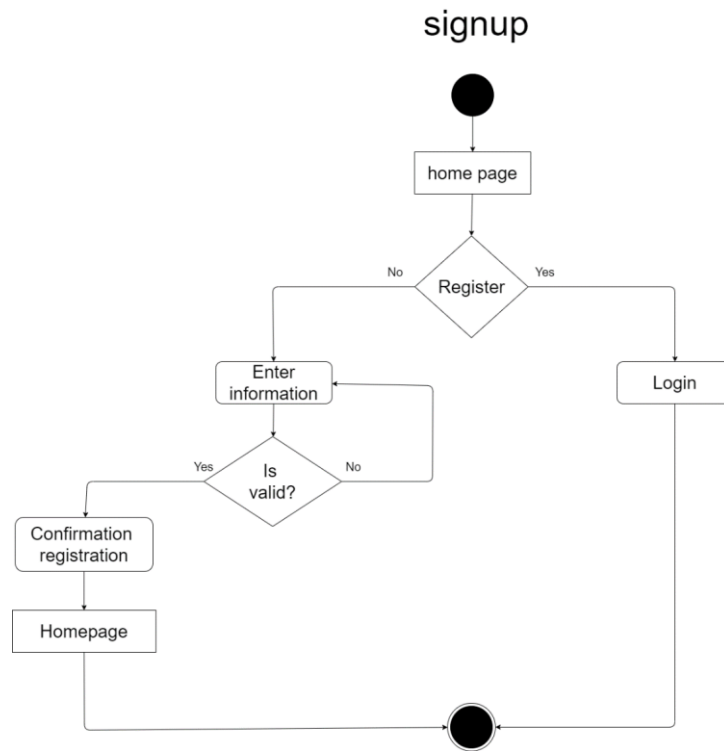 signup
home page
No
Yes
Register
Enter
information
Login
Yes
Is
valid?
No
Confirmation
registration
Homepage